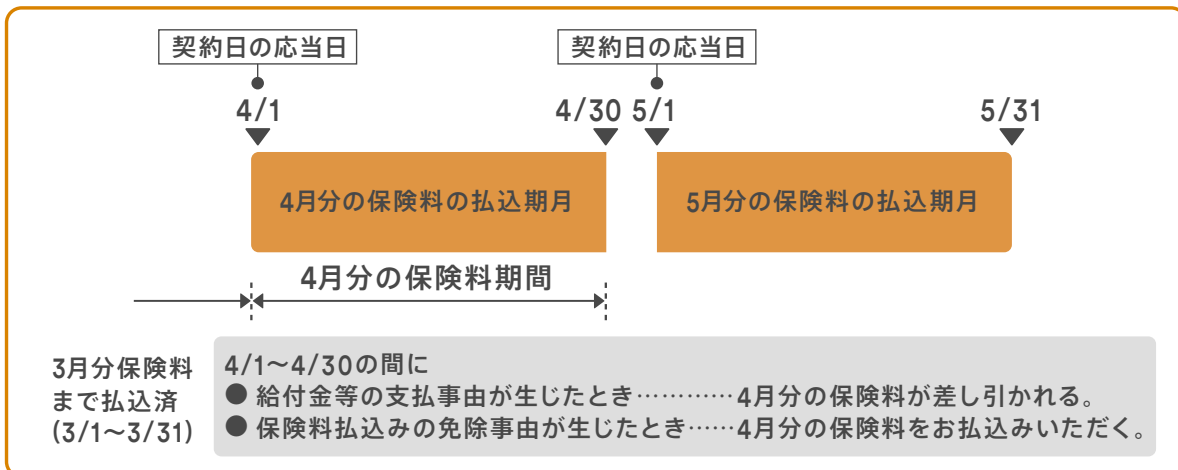 契約日の応当日 契約日の応当日
4/1 4/30 5/1 5/31
4月分の保険料の払込期月 5月分の保険料の払込期月
4月分の保険料期間
3月分保険料
まで払込済
(3/1〜3/31)
4/1〜4/30の間に
● 給付金等の支払事由が生じたとき…………4月分の保険料が差し引かれる。
● 保険料払込みの免除事由が生じたとき……4月分の保険料をお払込みいただく。